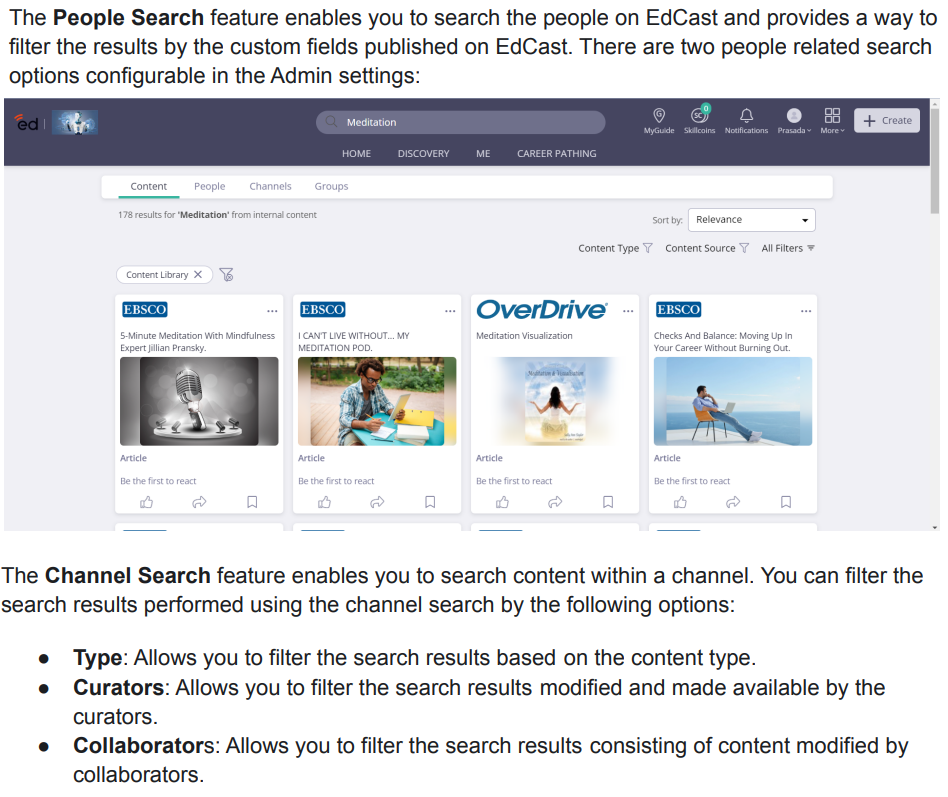 The People Search feature enables you to search the people on EdCast and provides a way to
filter the results by the custom fields published on EdCast. There are two people related search
options configurable in the Admin settings:
ed
Meditation
0
SC
MyGuide Skillcoins Notifications Prasada More
+ Create
HOME DISCOVERY ME CAREER PATHING
Content People Channels Groups
178 results for 'Meditation' from internal content
Sort by: Relevance
Content Type Content Source All Filters
Content Library X
EBSCO ...
5-Minute Meditation With Mindfulness
Expert Jillian Pransky.
Article
Be the first to react
EBSCO ...
I CAN'T LIVE WITHOUT... MY
MEDITATION POD.
Article
Be the first to react
OverDrive ...
Meditation Visualization
Meditation & Visualization
Article
Be the first to react
EBSCO ...
Checks And Balance: Moving Up In
Your Career Without Burning Out.
Article
Be the first to react
The Channel Search feature enables you to search content within a channel. You can filter the
search results performed using the channel search by the following options:
● Type: Allows you to filter the search results based on the content type.
● Curators: Allows you to filter the search results modified and made available by the
curators.
● Collaborators: Allows you to filter the search results consisting of content modified by
collaborators.